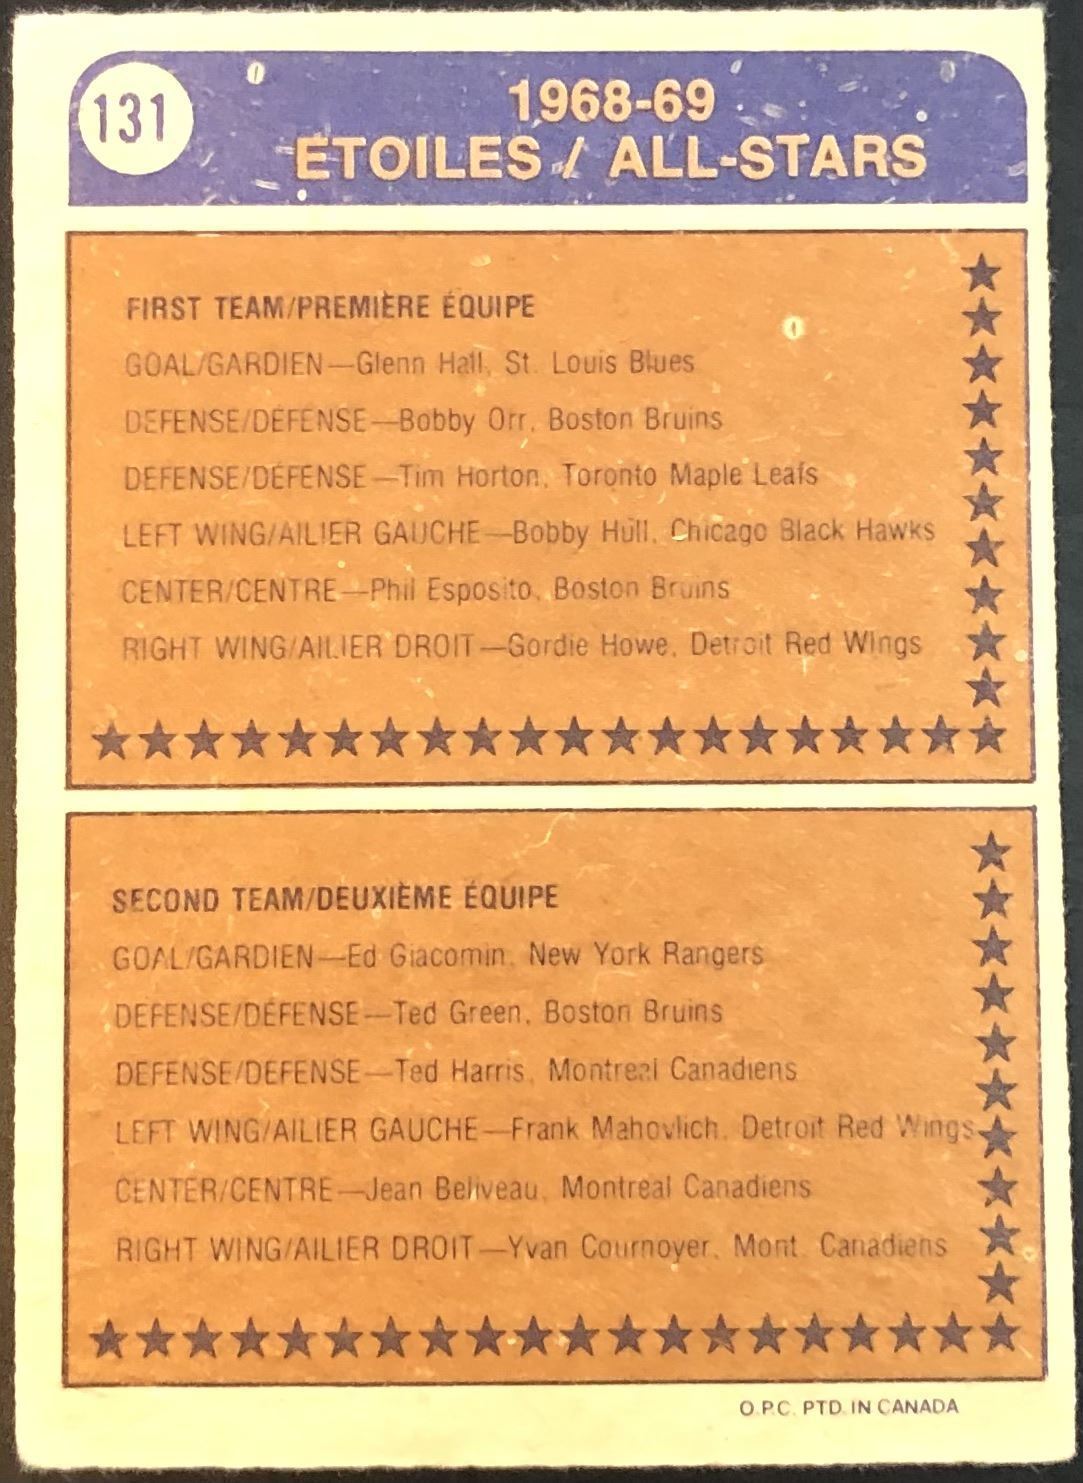 131
1968-69
ÉTOILES / ALL-STARS
FIRST TEAM/PREMIÈRE ÉQUIPE
GOAL/GARDIEN—Glenn Hall, St. Louis Blues
DEFENSE/DÉFENSE—Bobby Orr, Boston Bruins
DEFENSE/DÉFENSE—Tim Horton, Toronto Maple Leafs
LEFT WING/AILIER GAUCHE—Bobby Hull, Chicago Black Hawks
CENTER/CENTRE—Phil Esposito, Boston Bruins
RIGHT WING/AILIER DROIT—Gordie Howe, Detroit Red Wings
SECOND TEAM/DEUXIÈME ÉQUIPE
GOAL/GARDIEN—Ed Giacomin, New York Rangers
DEFENSE/DÉFENSE—Ted Green, Boston Bruins
DEFENSE/DÉFENSE—Ted Harris, Montreal Canadiens
LEFT WING/AILIER GAUCHE—Frank Mahovlich, Detroit Red Wings
CENTER/CENTRE—Jean Beliveau, Montreal Canadiens
RIGHT WING/AILIER DROIT—Yvan Cournoyer, Mont. Canadiens
O.P.C. PTD. IN CANADA